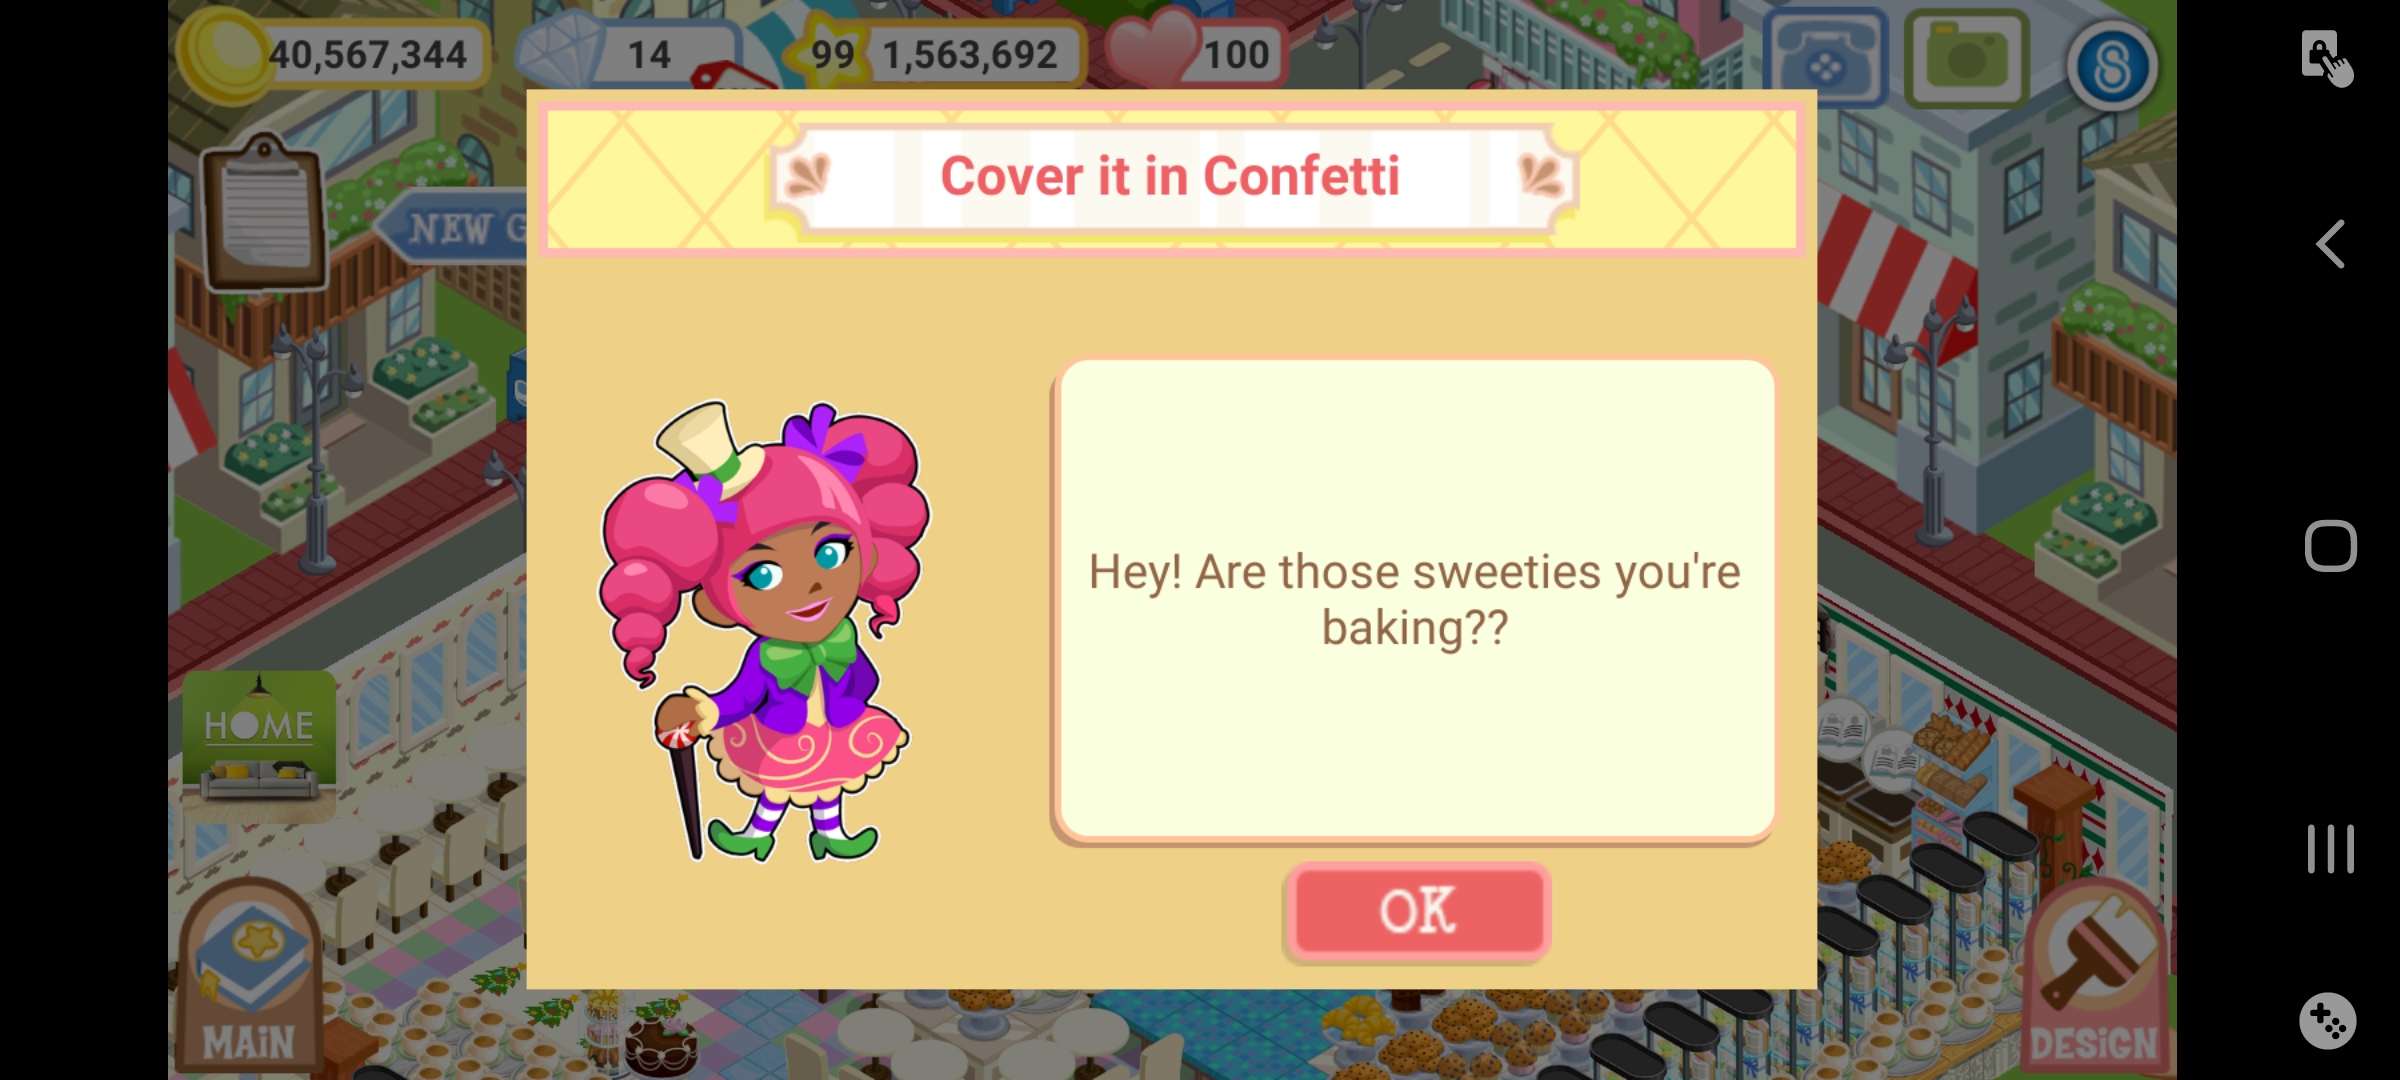 40,567,344
14
99
1,563,692
100
NEW G
Cover it in Confetti
Hey! Are those sweeties you're
baking??
OK
HOME
MAiN
DESiGN